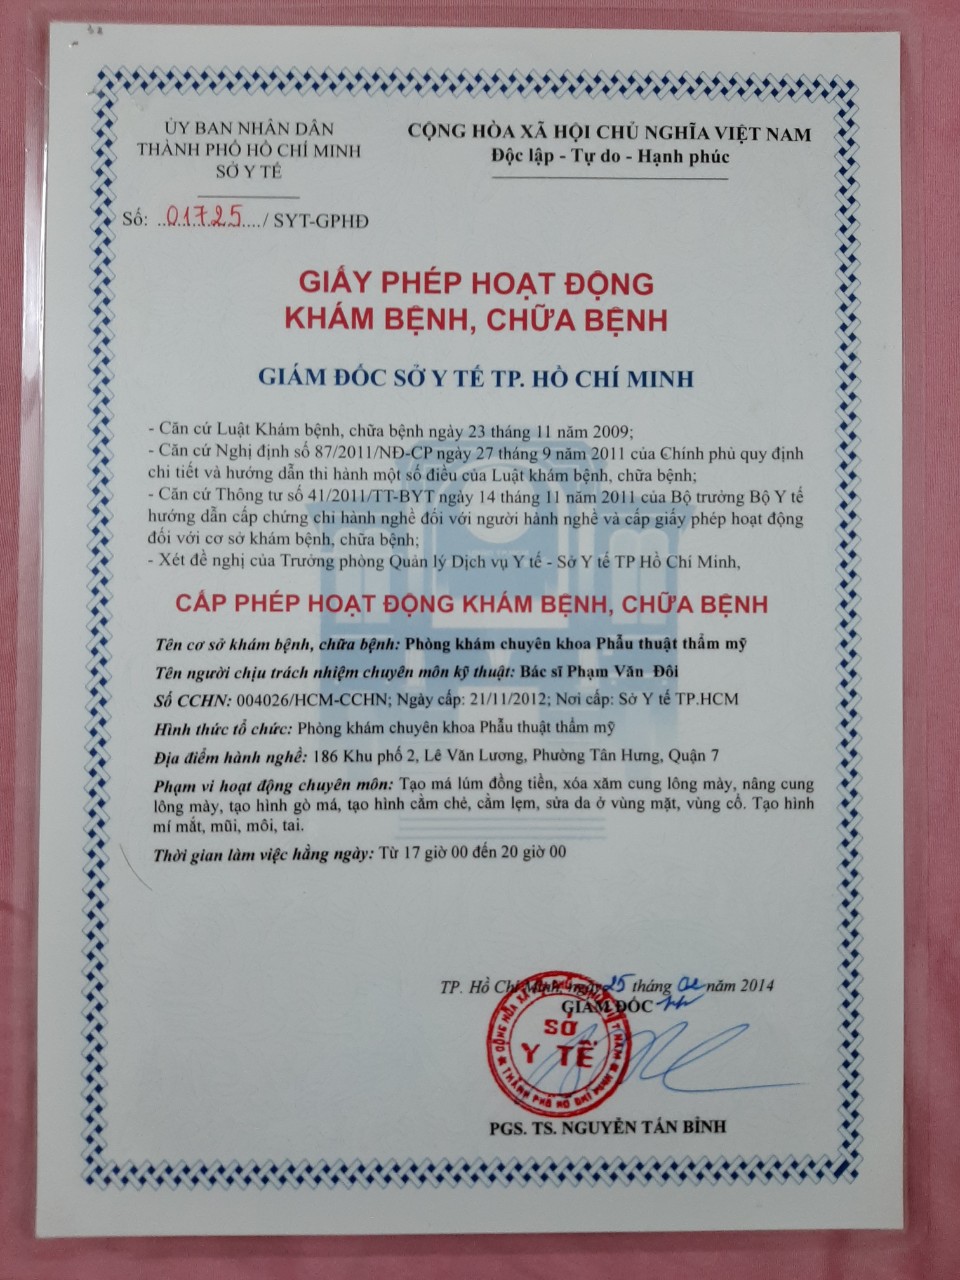 ỦY BAN NHÂN DÂN
THÀNH PHỐ HỒ CHÍ MINH
SỞ Y TẾ
CỘNG HÒA XÃ HỘI CHỦ NGHĨA VIỆT NAM
Độc lập - Tự do - Hạnh phúc
Số: 01725 / SYT-GPHĐ
GIẤY PHÉP HOẠT ĐỘNG
KHÁM BỆNH, CHỮA BỆNH
GIÁM ĐỐC SỞ Y TẾ TP. HỒ CHÍ MINH
- Căn cứ Luật Khám bệnh, chữa bệnh ngày 23 tháng 11 năm 2009;
- Căn cứ Nghị định số 87/2011/NĐ-CP ngày 27 tháng 9 năm 2011 của Chính phủ quy định
chi tiết và hướng dẫn thi hành một số điều của Luật khám bệnh, chữa bệnh;
- Căn cứ Thông tư số 41/2011/TT-BYT ngày 14 tháng 11 năm 2011 của Bộ trưởng Bộ Y tế
hướng dẫn cấp chứng chỉ hành nghề đối với người hành nghề và cấp giấy phép hoạt động
đối với cơ sở khám bệnh, chữa bệnh;
- Xét đề nghị của Trưởng phòng Quản lý Dịch vụ Y tế - Sở Y tế TP Hồ Chí Minh,
CẤP PHÉP HOẠT ĐỘNG KHÁM BỆNH, CHỮA BỆNH
Tên cơ sở khám bệnh, chữa bệnh: Phòng khám chuyên khoa Phẫu thuật thẩm mỹ
Tên người chịu trách nhiệm chuyên môn kỹ thuật: Bác sĩ Phạm Văn Đôi
Số CCHN: 004026/HCM-CCHN; Ngày cấp: 21/11/2012; Nơi cấp: Sở Y tế TP.HCM
Hình thức tổ chức: Phòng khám chuyên khoa Phẫu thuật thẩm mỹ
Địa điểm hành nghề: 186 Khu phố 2, Lê Văn Lương, Phường Tân Hưng, Quận 7
Phạm vi hoạt động chuyên môn: Tạo má lúm đồng tiền, xóa xăm cung lông mày, nâng cung
lông mày, tạo hình gò má, tạo hình cằm chẻ, cằm lẹm, sửa da ở vùng mặt, vùng cổ. Tạo hình
mí mắt, mũi, môi, tai.
Thời gian làm việc hằng ngày: Từ 17 giờ 00 đến 20 giờ 00
TP. Hồ Chí Minh, ngày 25 tháng 02 năm 2014
GIÁM ĐỐC
SỞ
Y TẾ
THÀNH PHỐ HỒ CHÍ MINH
PGS. TS. NGUYỄN TẤN BỈNH